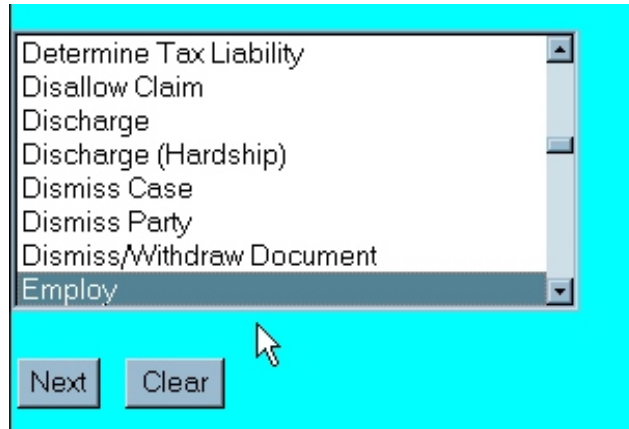 Determine Tax Liability
Disallow Claim
Discharge
Discharge (Hardship)
Dismiss Case
Dismiss Party
Dismiss/Withdraw Document
Employ
Next Clear